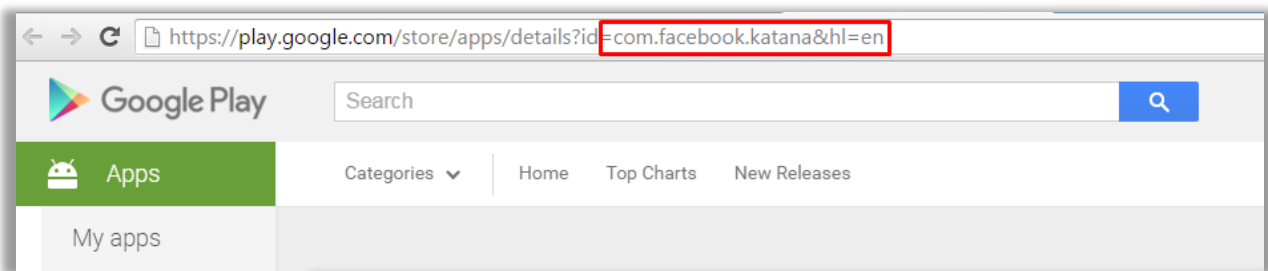 https://play.google.com/store/apps/details?id=com.facebook.katana&hl=en
Google Play
Search
Apps
Categories
Home
Top Charts
New Releases
My apps